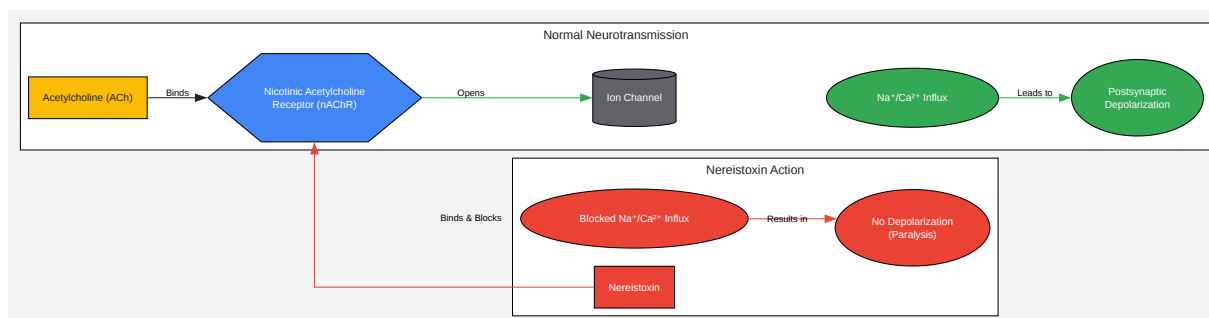 Normal Neurotransmission
Acetylcholine (ACh)
Binds
Nicotinic Acetylcholine
Receptor (nAChR)
Opens
Ion Channel
Na⁺/Ca²⁺ Influx
Leads to
Postsynaptic
Depolarization
Nereistoxin Action
Binds & Blocks
Blocked Na⁺/Ca²⁺ Influx
Results in
No Depolarization
(Paralysis)
Nereistoxin